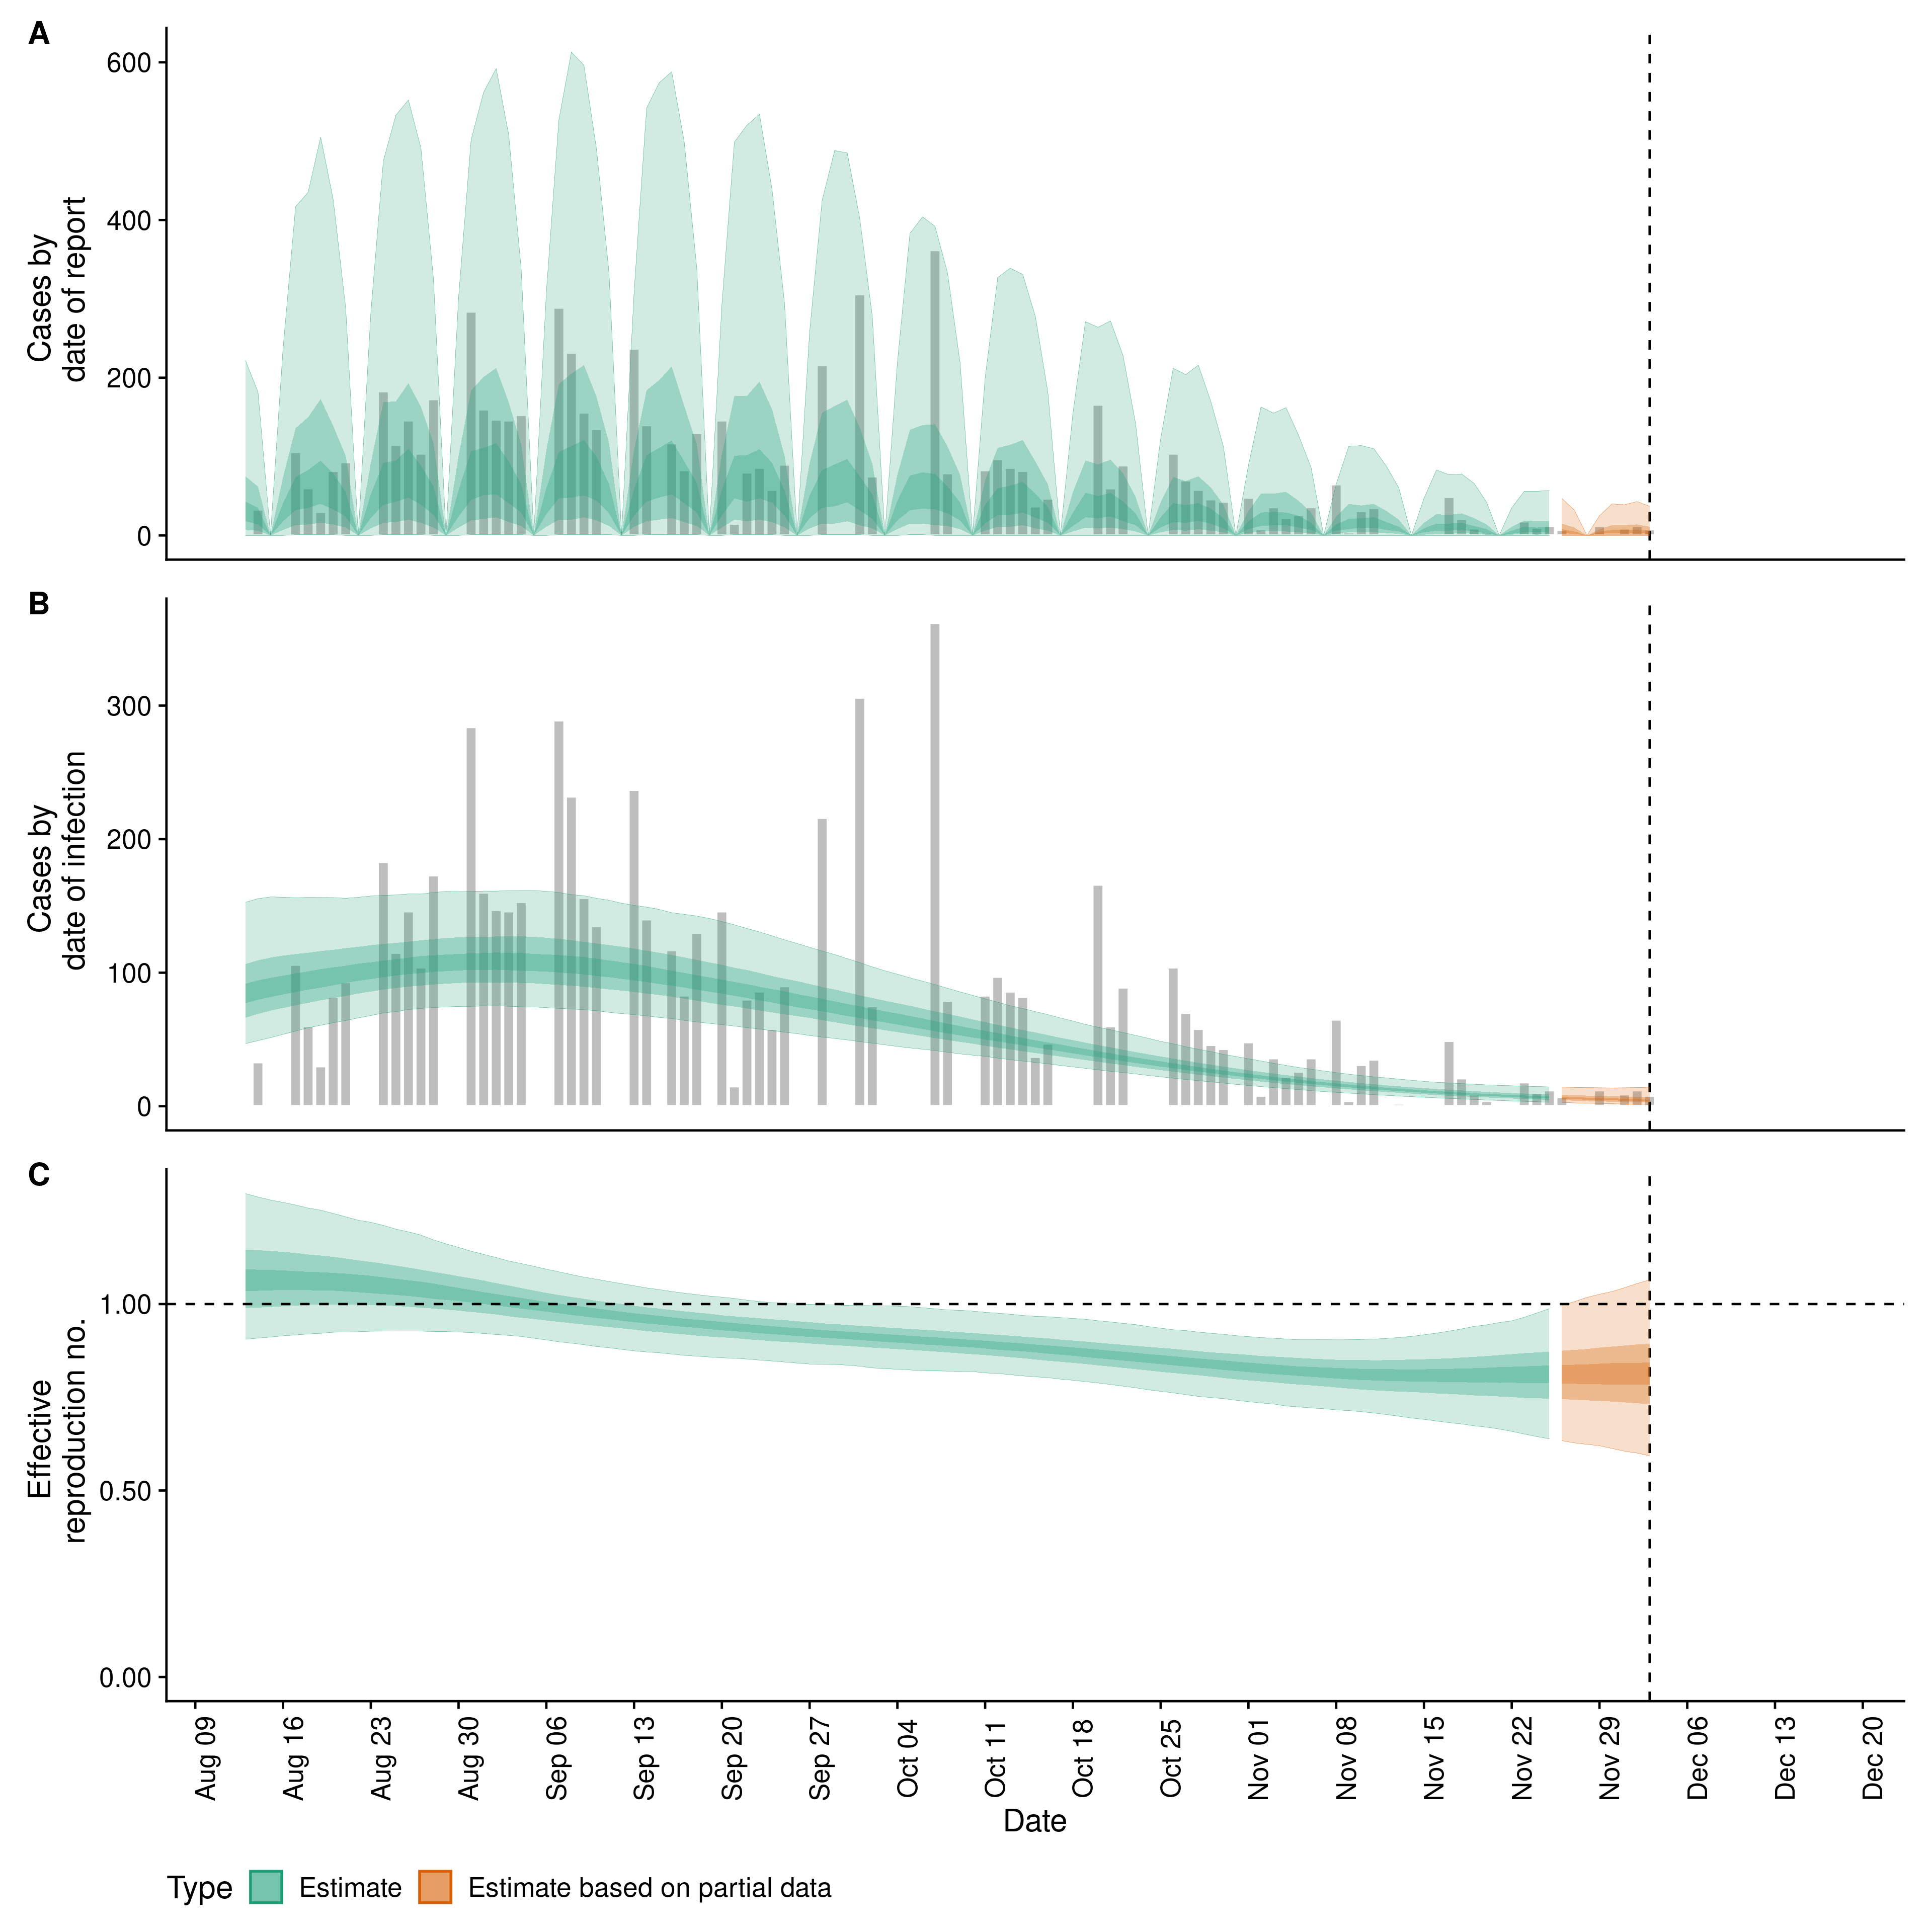 A
Cases by
date of report
600
400
200
0
B
Cases by
date of infection
300
200
100
0
C
Effective
reproduction no.
1.00
0.50
0.00
Aug 09
Aug 16
Aug 23
Aug 30
Sep 06
Sep 13
Sep 20
Sep 27
Oct 04
Oct 11
Oct 18
Oct 25
Nov 01
Nov 08
Nov 15
Nov 22
Nov 29
Dec 06
Dec 13
Dec 20
Date
Type Estimate Estimate based on partial data